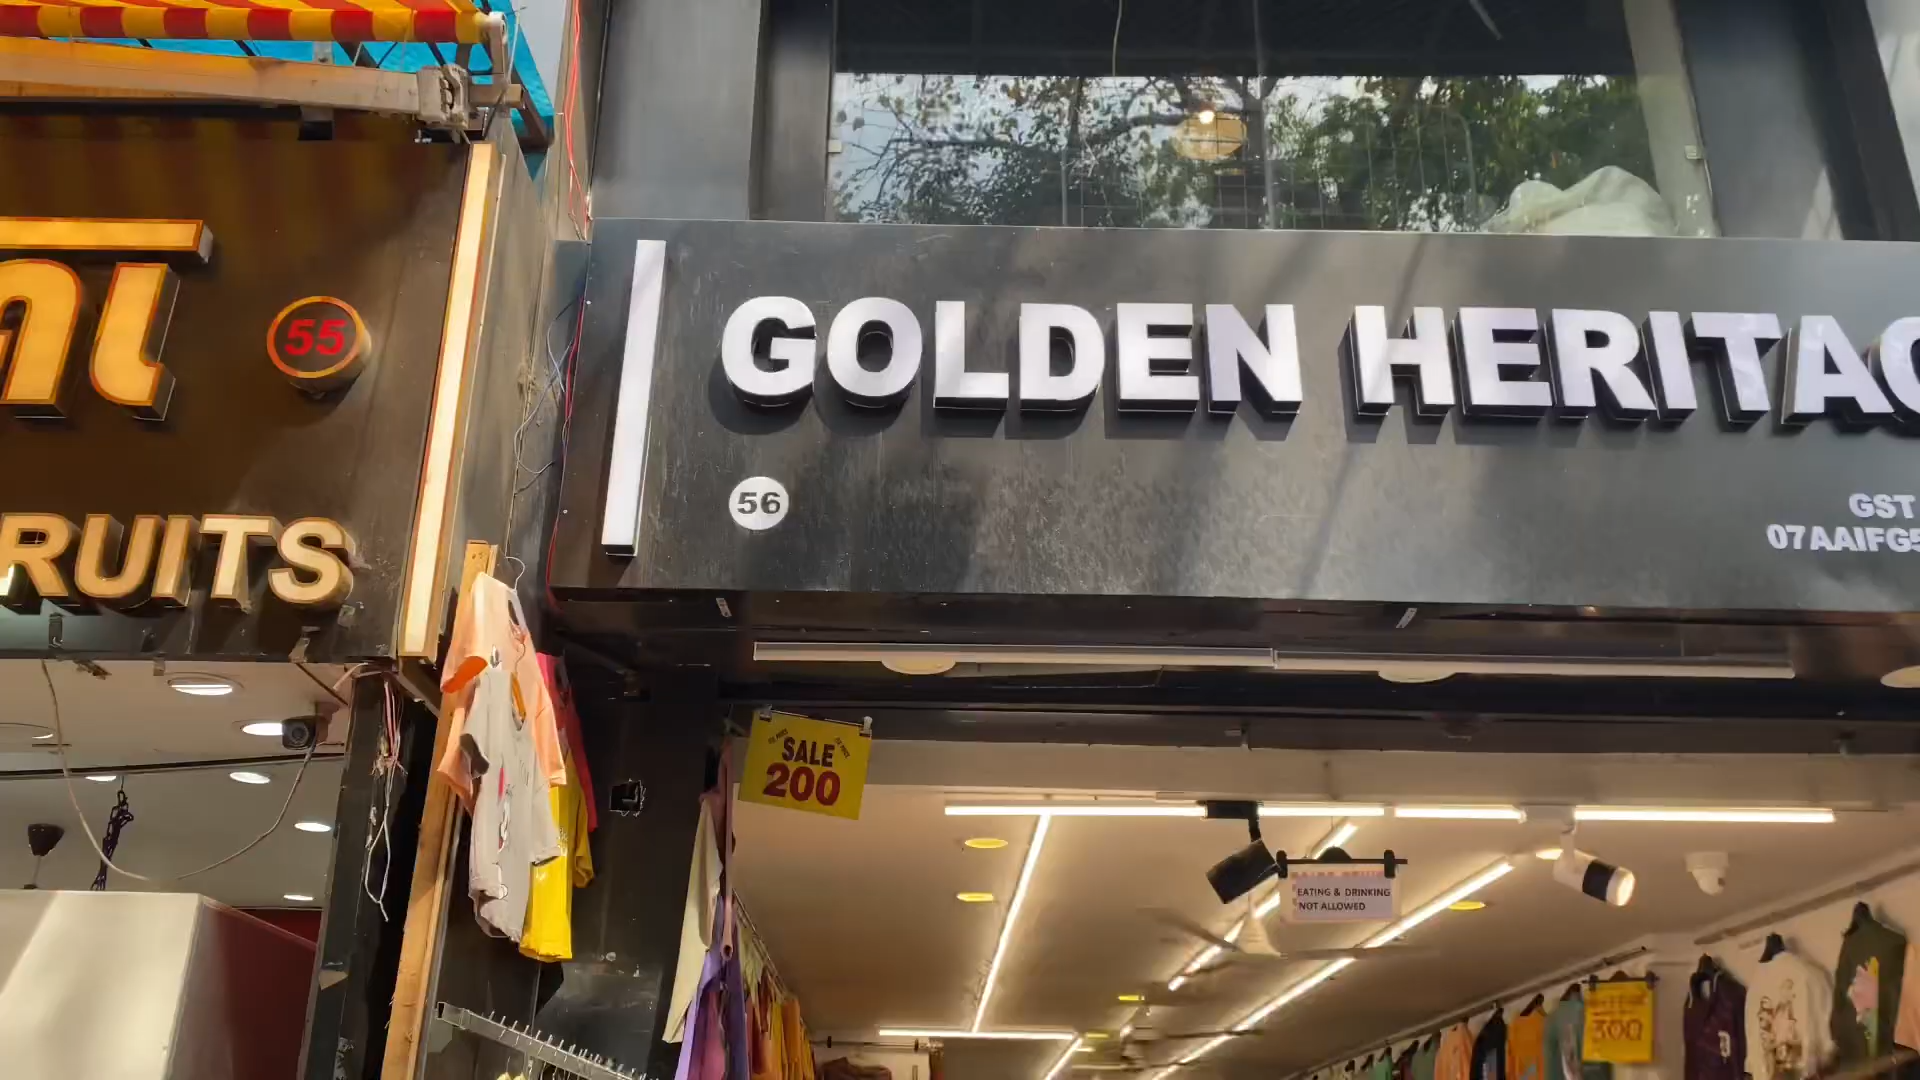 55
RUITS
GOLDEN HERITAG
56
GST
07AAIFG5
SALE
200
EATING & DRINKING
NOT ALLOWED
300